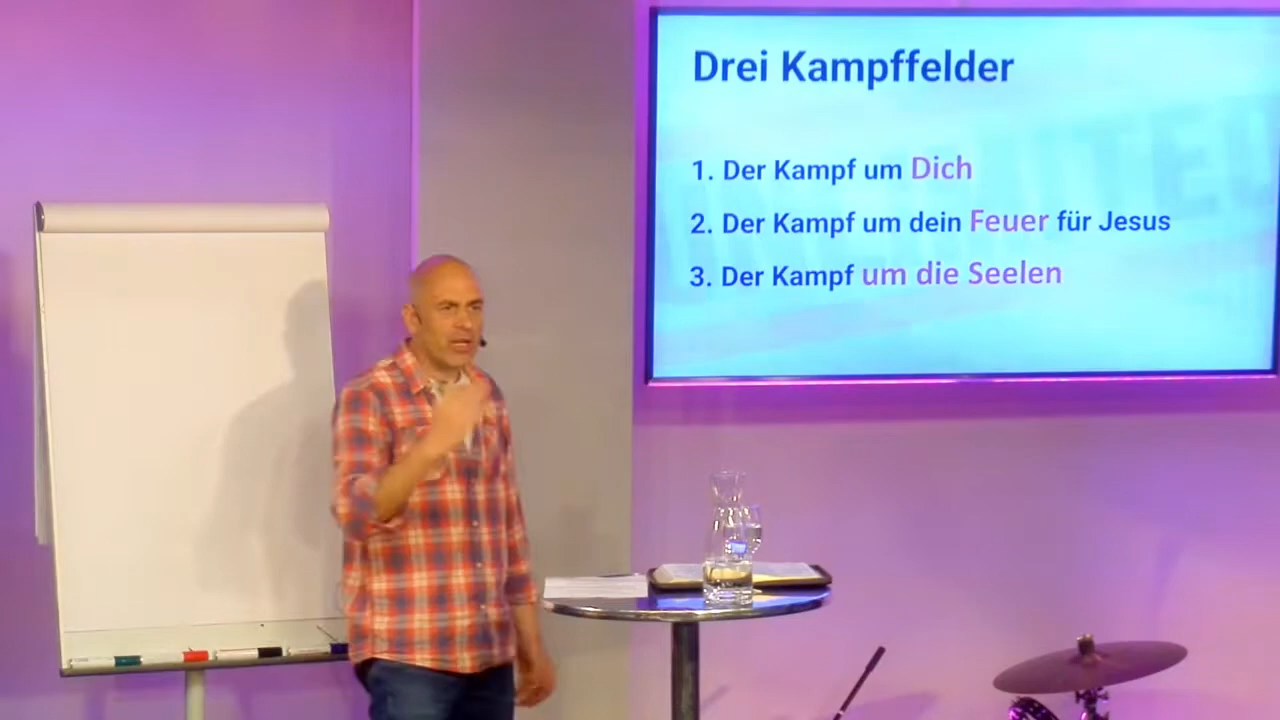 Drei Kampffelder
1. Der Kampf um Dich
2. Der Kampf um dein Feuer für Jesus
3. Der Kampf um die Seelen